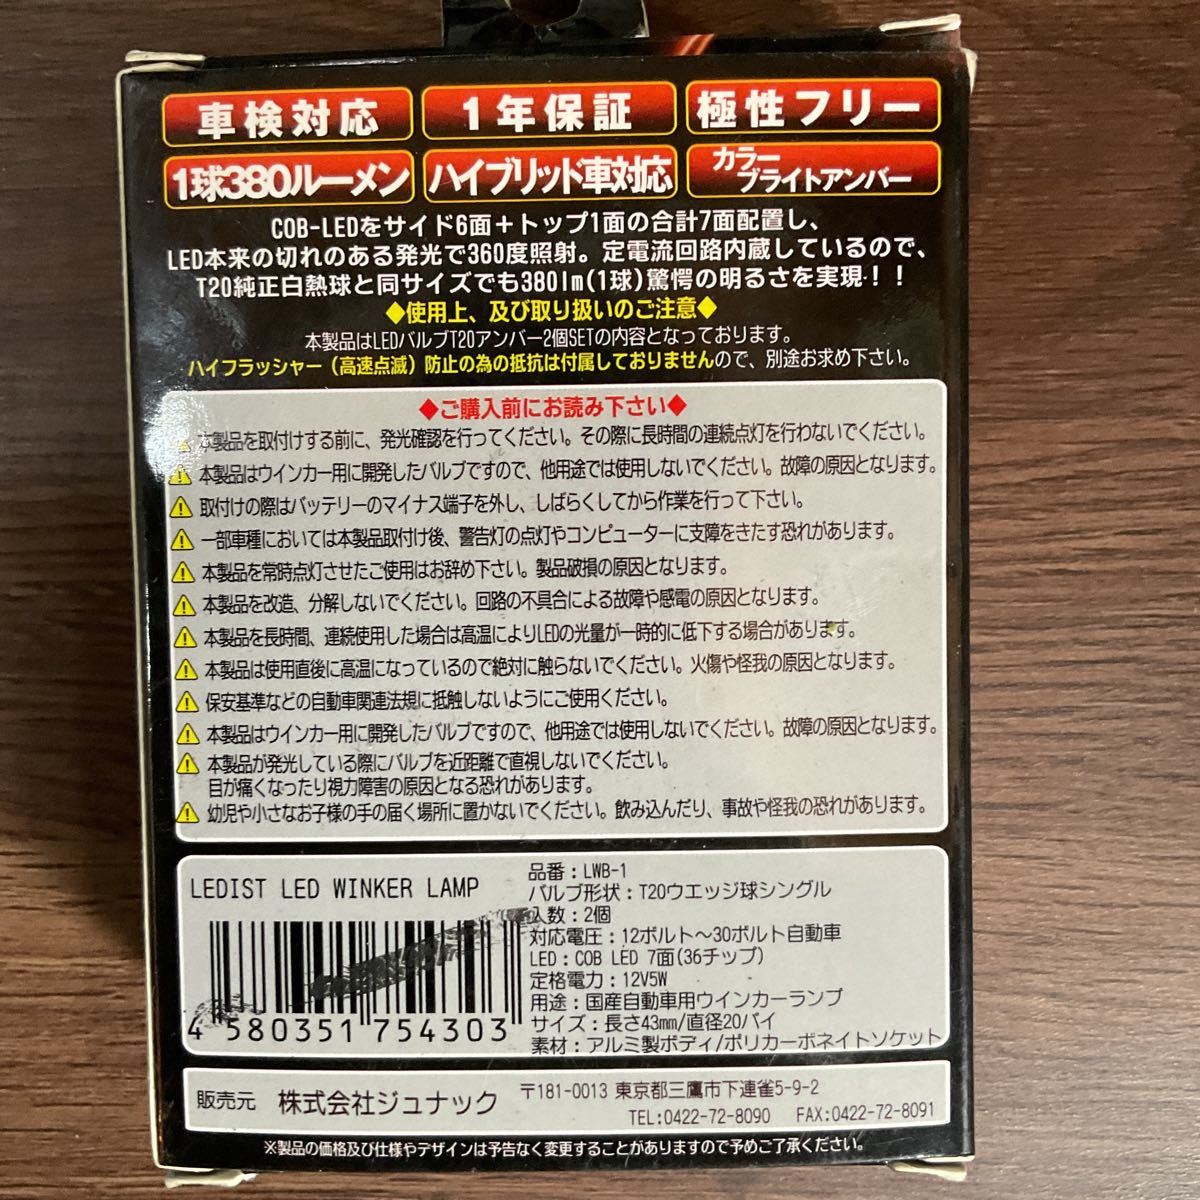 車検対応
1年保証
極性フリー
1球380ルーメン
ハイブリッド車対応
カラー
ブライトアンバー
COB-LEDをサイド6面+トップ1面の合計7面配置し、
LED本来の切れのある発光で360度照射。定電流回路内蔵しているので、
T20純正白熱球と同サイズでも380lm(1球)驚愕の明るさを実現!!
◆使用上、及び取り扱いのご注意◆
本製品はLEDバルブT20アンバー2個SETの内容となっております。
ハイフラッシャー(高速点滅)防止の為の抵抗は付属しておりませんので、別途お求め下さい。
◆ご購入前にお読み下さい◆
本製品を取付けする前に、発光確認を行ってください。その際に長時間の連続点灯を行わないでください。
本製品はウインカー用に開発したバルブですので、他用途では使用しないでください。故障の原因となります。
取付けの際はバッテリーのマイナス端子を外し、しばらくしてから作業を行って下さい。
一部車種においては本製品取付け後、警告灯の点灯やコンピューターに支障をきたす恐れがあります。
本製品を常時点灯させたご使用はお辞め下さい。製品破損の原因となります。
本製品を改造、分解しないでください。回路の不具合による故障や感電の原因となります。
本製品を長時間、連続使用した場合は高温によりLEDの光量が一時的に低下する場合があります。
本製品は使用直後に高温になっているので絶対に触らないでください。火傷や怪我の原因となります。
保安基準などの自動車関連法規に抵触しないようにご使用ください。
本製品はウインカー用に開発したバルブですので、他用途では使用しないでください。故障の原因となります。
本製品が発光している際にバルブを近距離で直視しないでください。
目が痛くなったり視力障害の原因となる恐れがあります。
幼児や小さなお子様の手の届く場所に置かないでください。飲み込んだり、事故や怪我の恐れがあります。
LEDIST LED WINKER LAMP
4 580351 754303
品番:LWB-1
バルブ形状:T20ウエッジ球シングル
入数:2個
対応電圧:12ボルト〜30ボルト自動車
LED:COB LED 7面(36チップ)
定格電力:12V5W
用途:国産自動車用ウインカーランプ
サイズ:長さ43mm/直径20パイ
素材:アルミ製ボディ/ポリカーボネイトソケット
販売元 株式会社ジュナック
〒181-0013 東京都三鷹市下連雀5-9-2
TEL:0422-72-8090 FAX:0422-72-8091
※製品の価格及び仕様やデザインは予告なく変更することがありますので予めご了承ください。